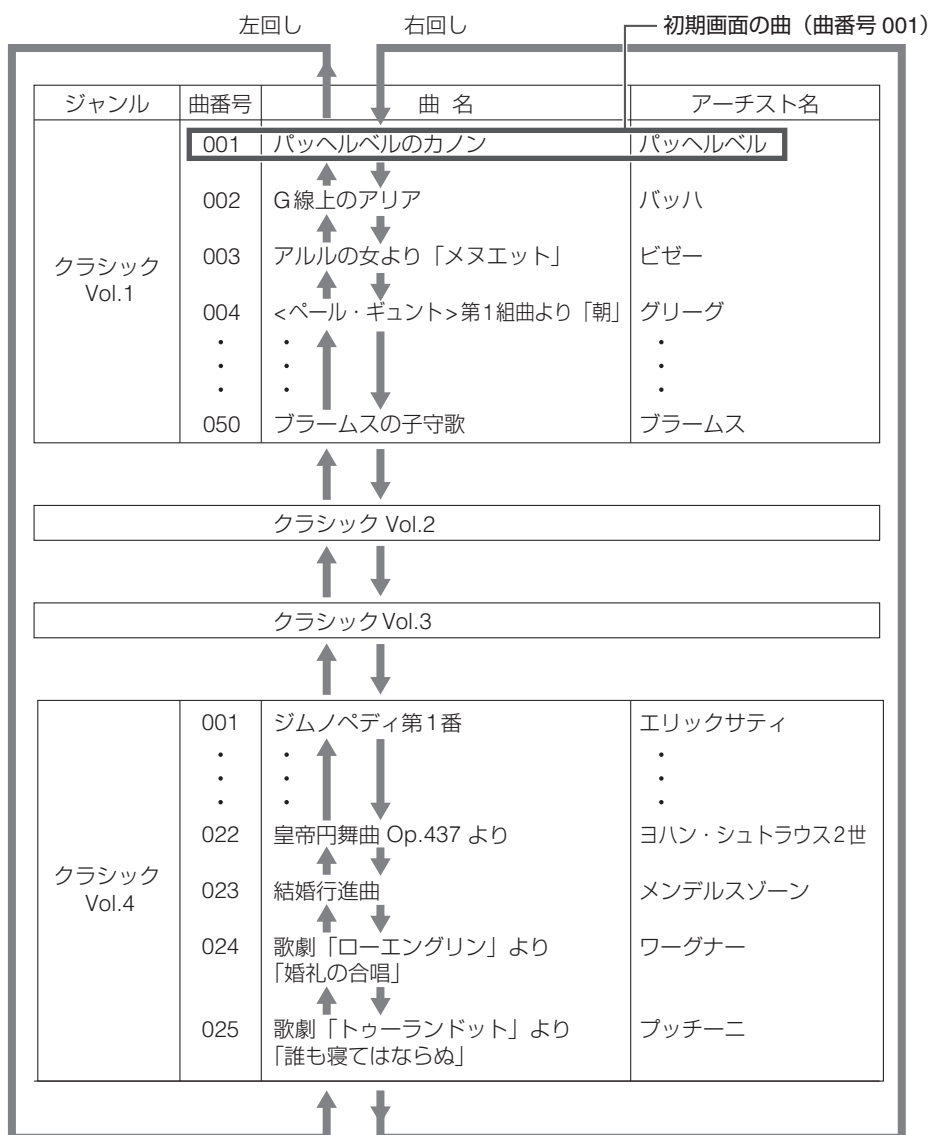 左回し 右回し 初期画面の曲（曲番号 001）
ジャンル 曲番号 曲 名 アーチスト名
001 パッヘルベルのカノン パッヘルベル
002 G線上のアリア バッハ
003 アルルの女より「メヌエット」 ビゼー
クラシック
Vol.1
004 <ペール・ギュント>第1組曲より「朝」 グリーグ
050 ブラームスの子守歌 ブラームス
クラシック Vol.2
クラシック Vol.3
001 ジムノペディ第1番 エリックサティ
022 皇帝円舞曲 Op.437 より ヨハン・シュトラウス2世
クラシック
Vol.4
023 結婚行進曲 メンデルスゾーン
024 歌劇「ローエングリン」より ワーグナー
「婚礼の合唱」
025 歌劇「トゥーランドット」より プッチーニ
「誰も寝てはならぬ」